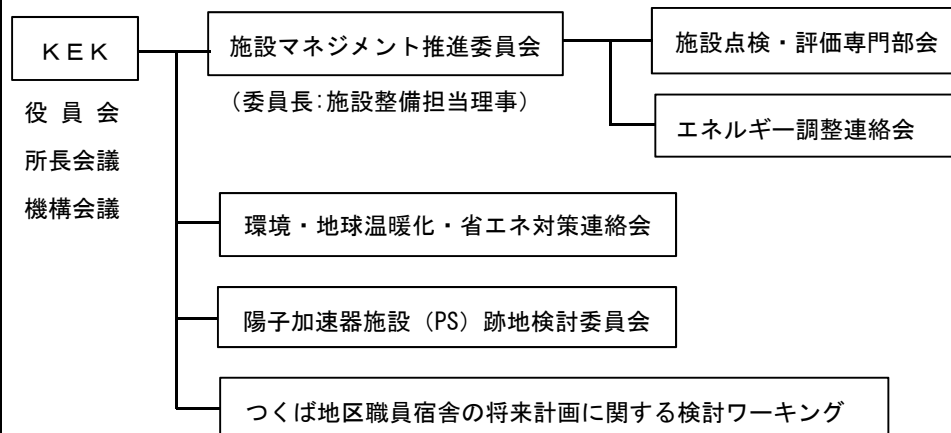 ＫＥＫ
役 員 会
所長会議
機構会議
施設マネジメント推進委員会
（委員長：施設整備担当理事）
施設点検・評価専門部会
エネルギー調整連絡会
環境・地球温暖化・省エネ対策連絡会
陽子加速器施設（PS）跡地検討委員会
つくば地区職員宿舎の将来計画に関する検討ワーキング